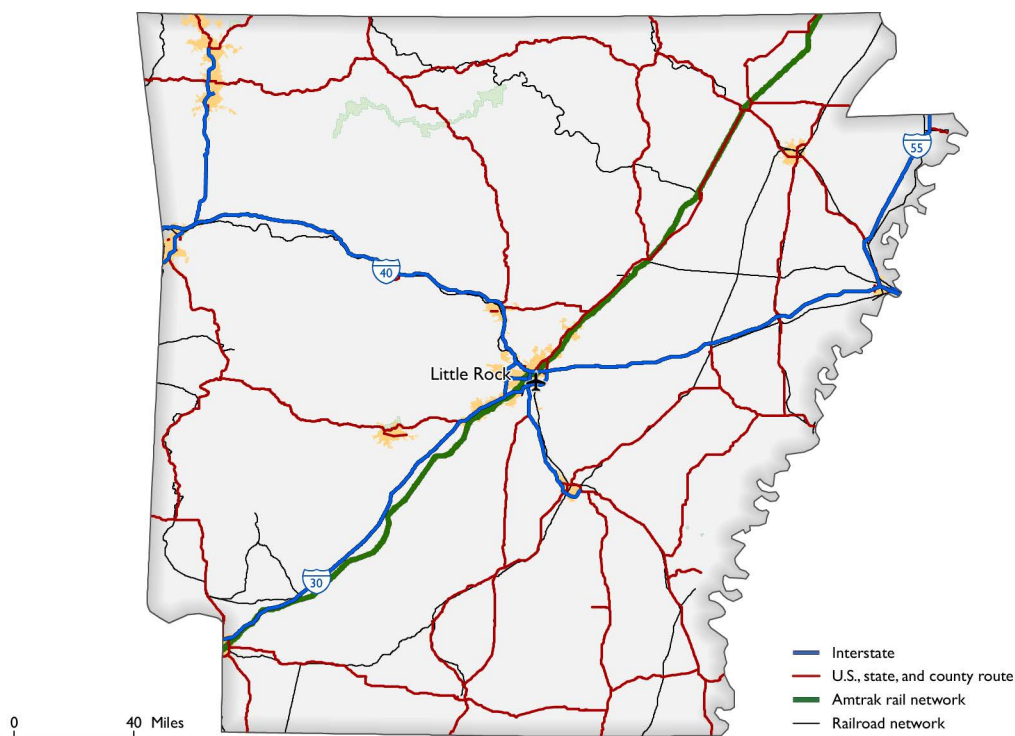 55
40
Little Rock
30
Interstate
U.S., state, and county route
Amtrak rail network
0 40 Miles
Railroad network